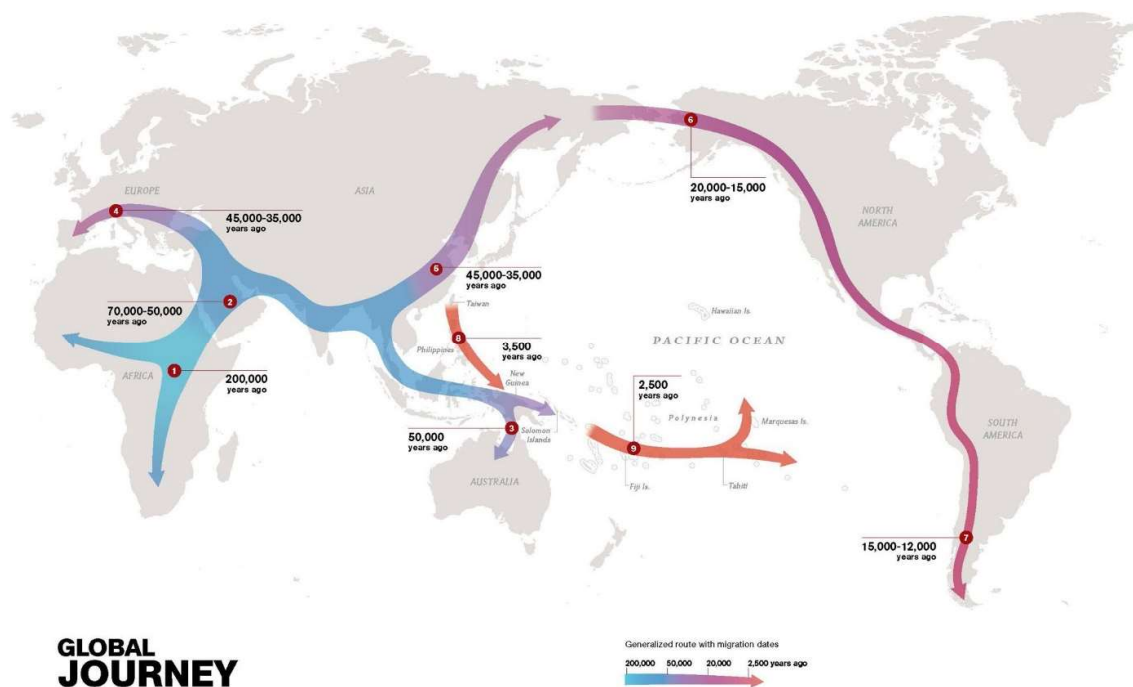 6
20,000-15,000
years ago
EUROPE
ASIA
4
45,000-35,000
years ago
NORTH
AMERICA
5
45,000-35,000
years ago
2
70,000-50,000
years ago
Taiwan
Hawaiian Is.
8
Philippines
3,500
years ago
PACIFIC OCEAN
1
AFRICA
200,000
years ago
New
Guinea
2,500
years ago
Polynesia
Marquesas Is.
3
50,000
years ago
Solomon
Islands
9
SOUTH
AMERICA
AUSTRALIA
Fiji Is.
Tahiti
7
15,000-12,000
years ago
GLOBAL
JOURNEY
Generalized route with migration dates
200,000 50,000 20,000 2,500 years ago